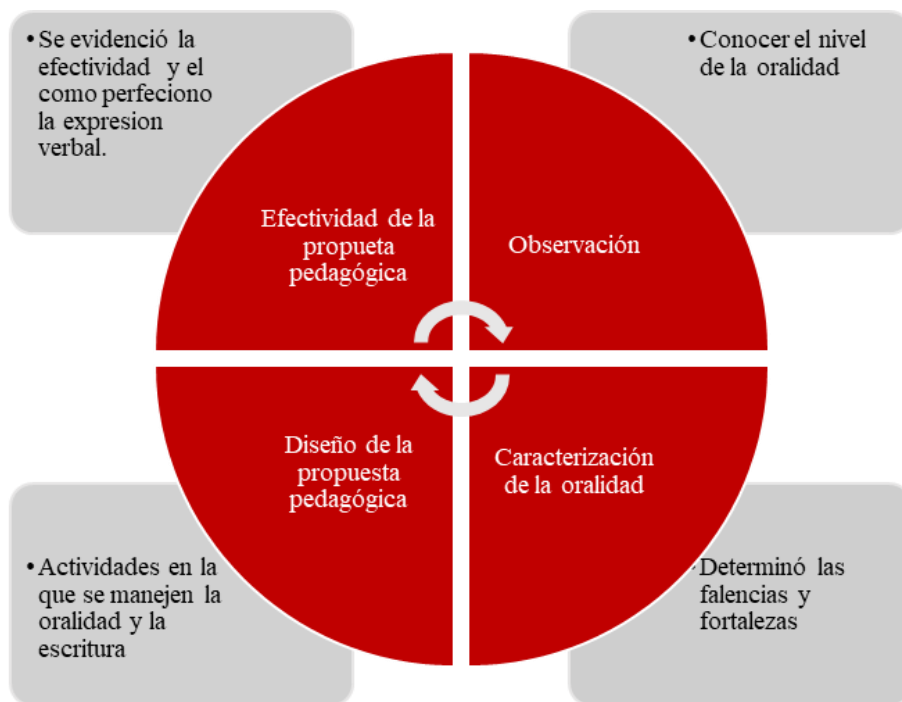 • Se evidenció la
efectividad y el
como perfeciono
la expresion
verbal.
• Conocer el nivel
de la oralidad
Efectividad de la
propueta
pedagógica
Observación
Diseño de la
propuesta
pedagógica
Caracterización
de la oralidad
• Actividades en la
que se manejen la
oralidad y la
escritura
• Determinó las
falencias y
fortalezas